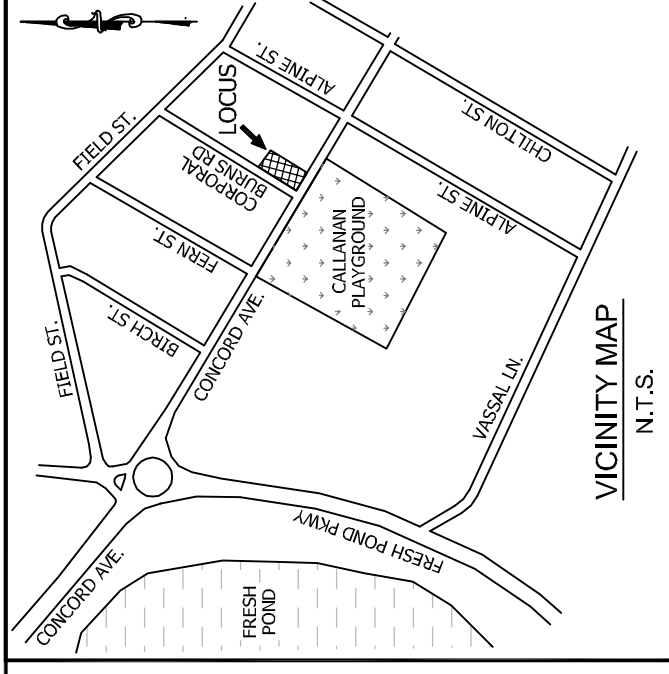 FIELD ST.
ALPINE ST.
LOCUS
CHILTON ST.
CORPORAL
BURNS RD
ALPINE ST.
FERN ST.
CALLANAN
PLAYGROUND
BIRCH ST.
FIELD ST.
CONCORD AVE.
VASSAL LN.
FRESH POND PKWY
CONCORD AVE.
FRESH
POND
VICINITY MAP
N.T.S.